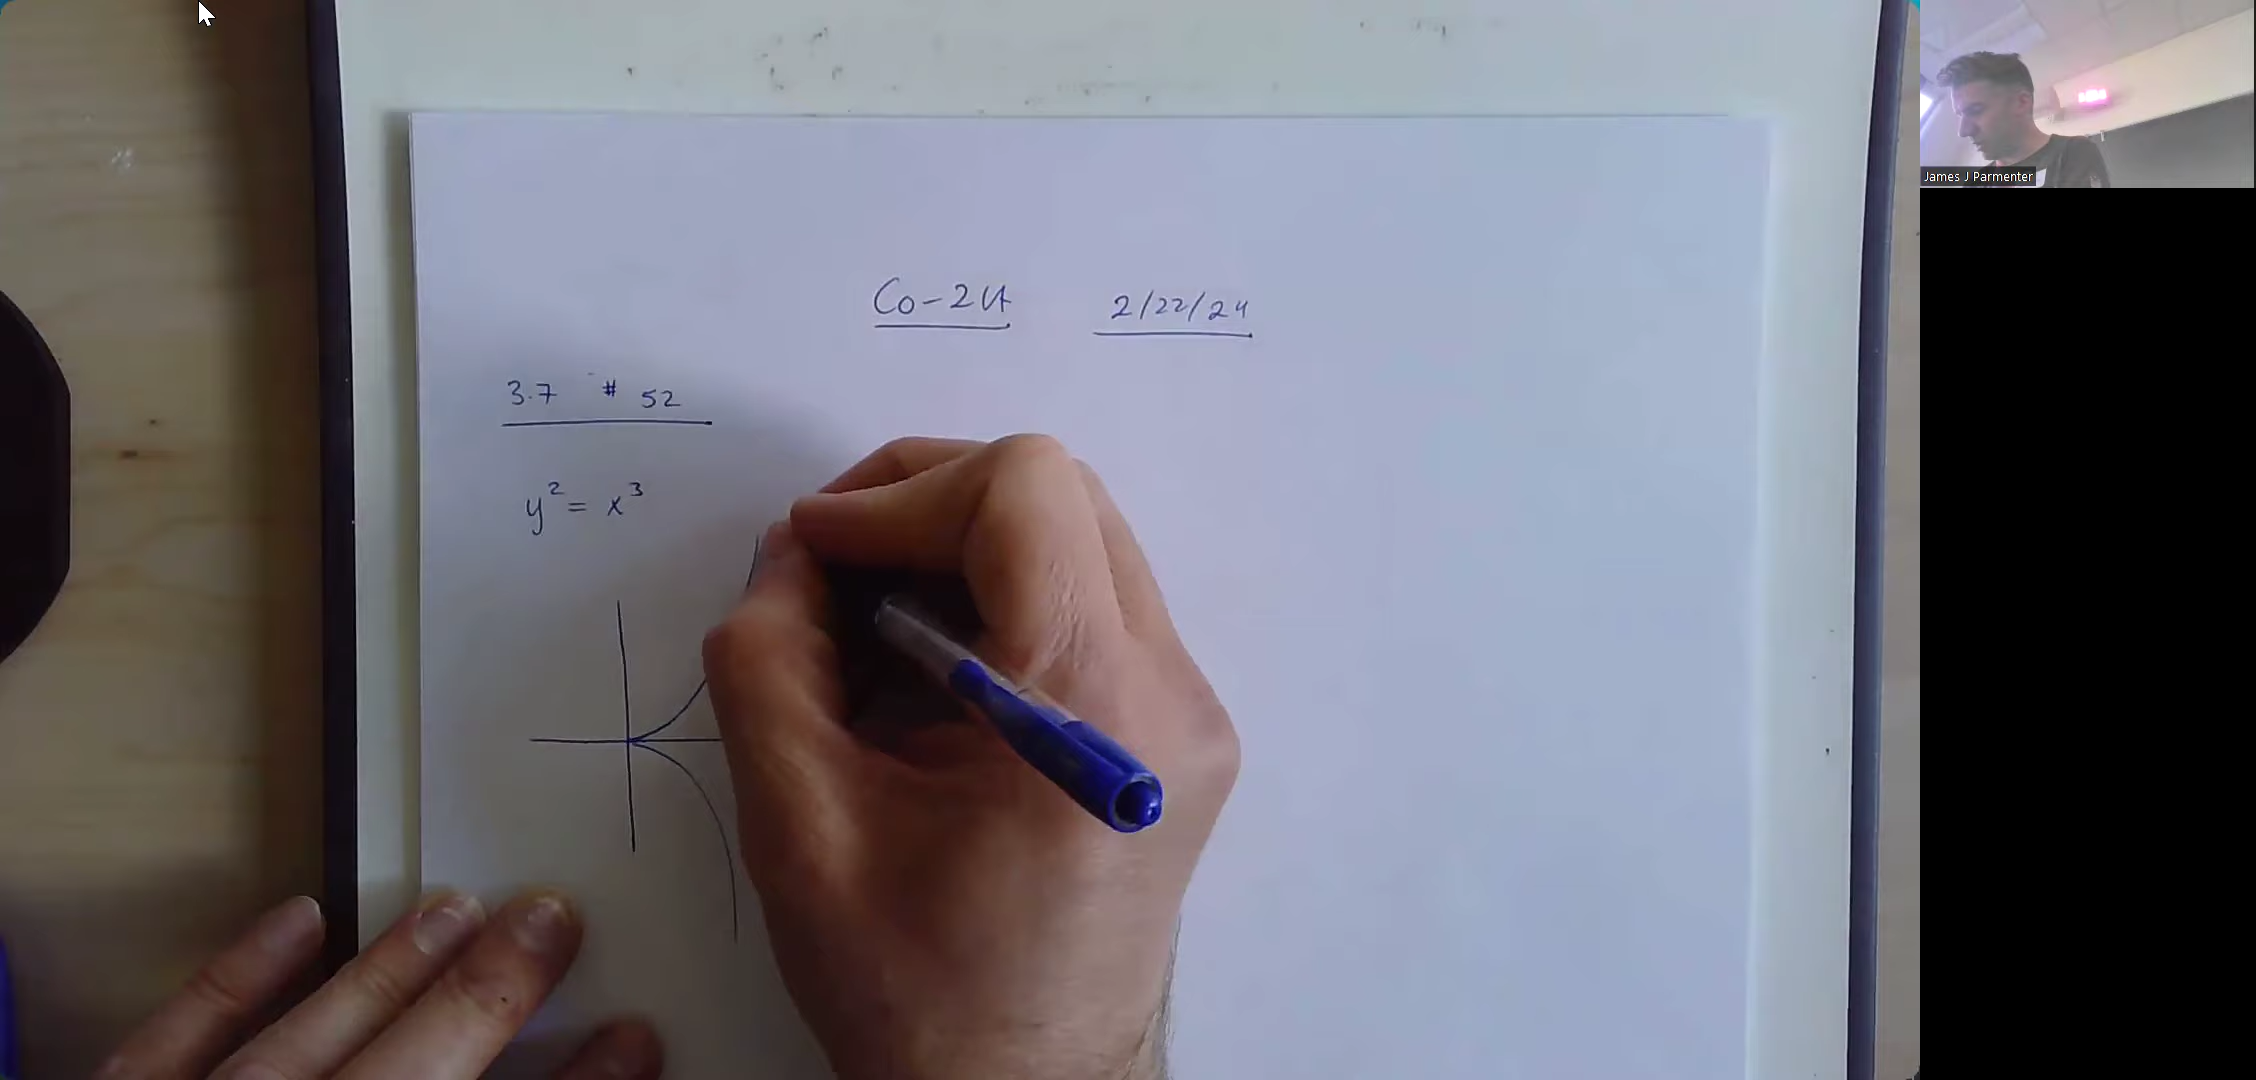 Co-24 2/22/24
3.7 # 52
y² = x³
James J Parmenter